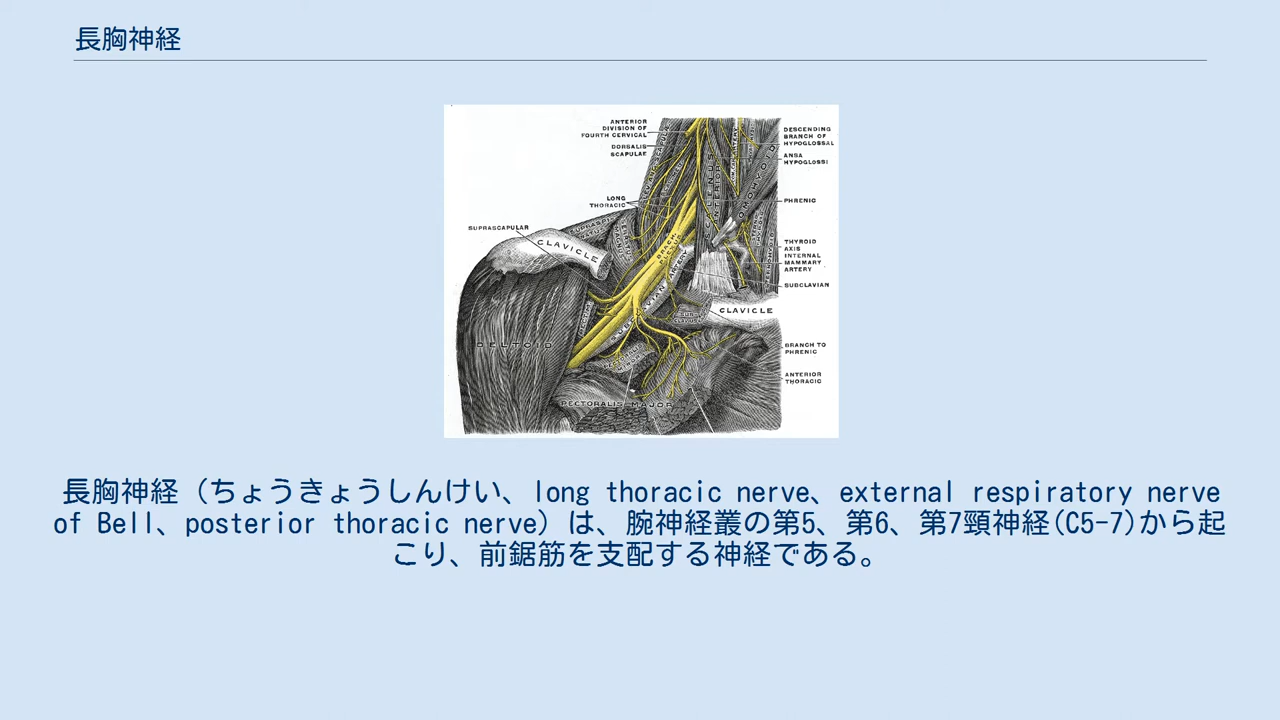 長胸神経
ANTERIOR
DIVISION OF
FOURTH CERVICAL
DORSALIS
SCAPULAE
LONG
THORACIC
SUPRASCAPULAR
CLAVICLE
DELTOID
PECTORALIS MAJOR
OMOHYOID
CLAVICLE
DESCENDING
BRANCH OF
HYPOGLOSSAL
ANSA
HYPOGLOSSI
PHRENIC
THYROID
AXIS
INTERNAL
MAMMARY
ARTERY
SUBCLAVIAN
BRANCH TO
PHRENIC
ANTERIOR
THORACIC
長胸神経（ちょうきょうしんけい、long thoracic nerve、external respiratory nerve
of Bell、posterior thoracic nerve）は、腕神経叢の第5、第6、第7頸神経(C5-7)から起
こり、前鋸筋を支配する神経である。